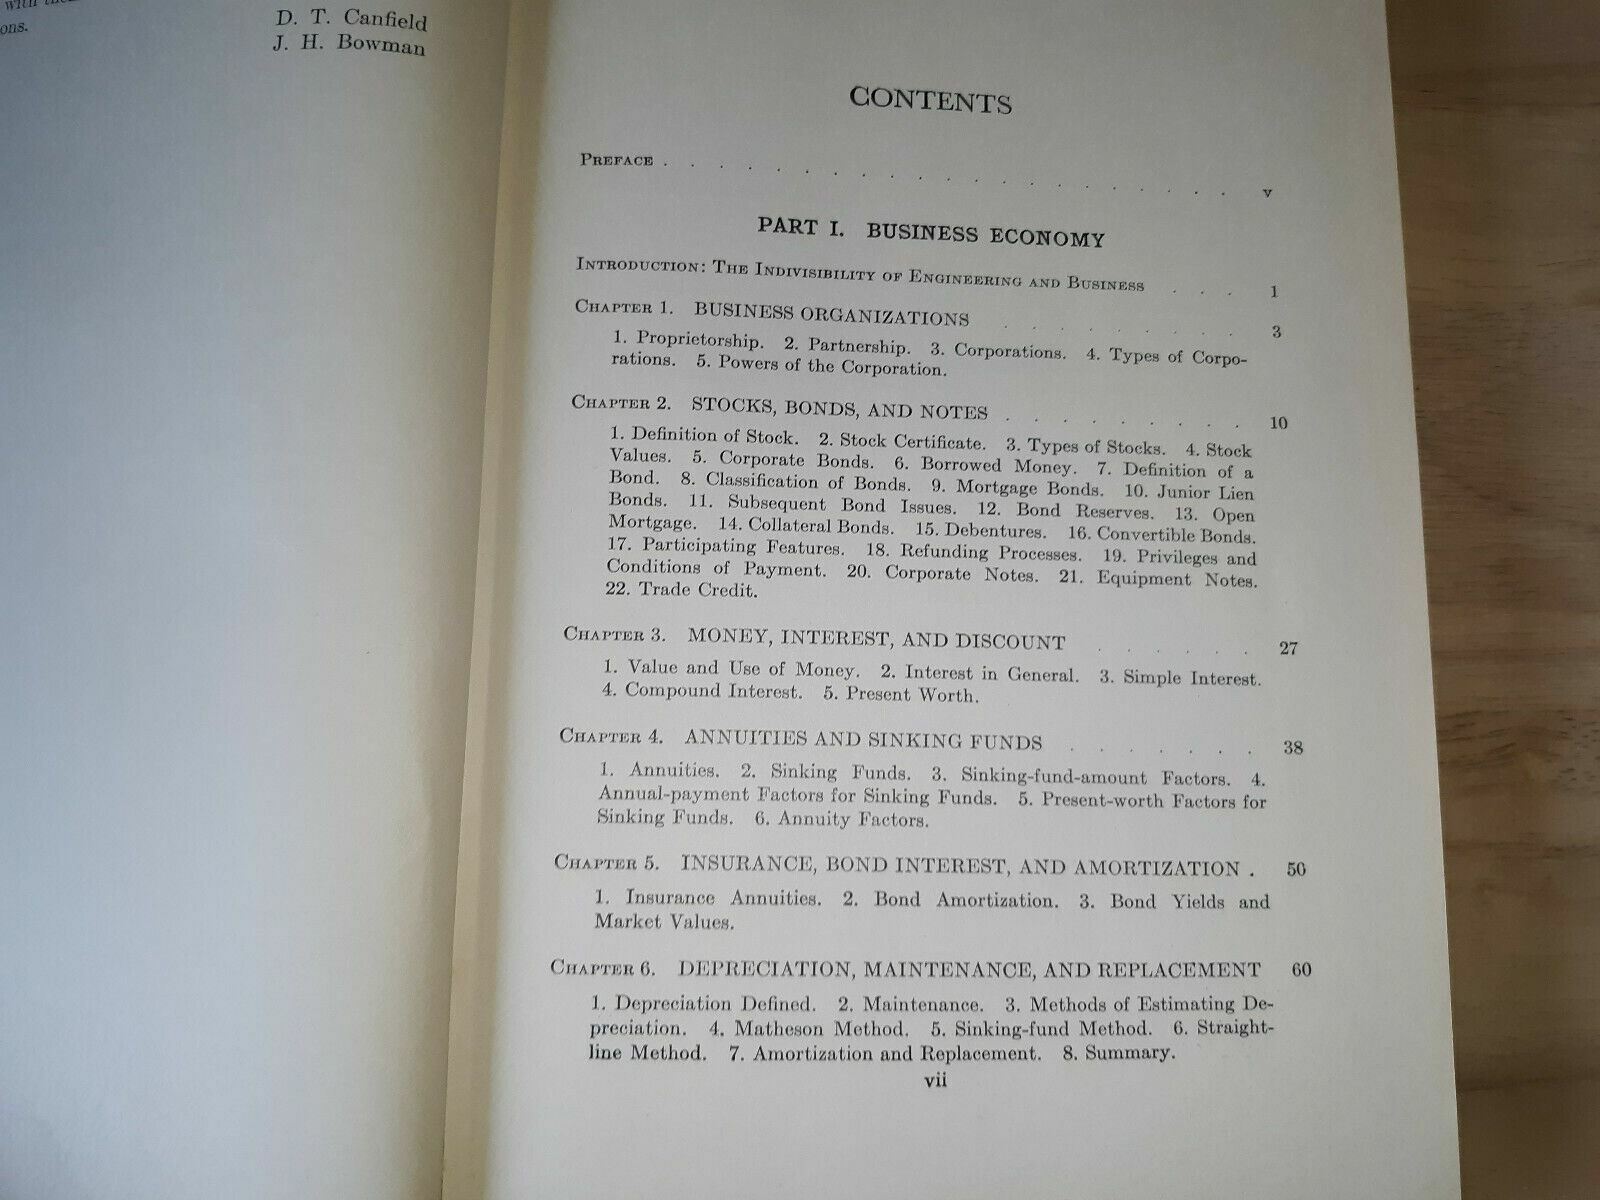 with
ons.
D. T. Canfield
J. H. Bowman
CONTENTS
PREFACE . . . . . . . . . . . . . . . . . . . . . v
PART I. BUSINESS ECONOMY
INTRODUCTION: THE INDIVISIBILITY OF ENGINEERING AND BUSINESS . . . 1
CHAPTER 1. BUSINESS ORGANIZATIONS . . . . . . . . . 3
1. Proprietorship. 2. Partnership. 3. Corporations. 4. Types of Corpo-
rations. 5. Powers of the Corporation.
CHAPTER 2. STOCKS, BONDS, AND NOTES . . . . . . . . . 10
1. Definition of Stock. 2. Stock Certificate. 3. Types of Stocks. 4. Stock
Values. 5. Corporate Bonds. 6. Borrowed Money. 7. Definition of a
Bond. 8. Classification of Bonds. 9. Mortgage Bonds. 10. Junior Lien
Bonds. 11. Subsequent Bond Issues. 12. Bond Reserves. 13. Open
Mortgage. 14. Collateral Bonds. 15. Debentures. 16. Convertible Bonds.
17. Participating Features. 18. Refunding Processes. 19. Privileges and
Conditions of Payment. 20. Corporate Notes. 21. Equipment Notes.
22. Trade Credit.
CHAPTER 3. MONEY, INTEREST, AND DISCOUNT . . . . . . 27
1. Value and Use of Money. 2. Interest in General. 3. Simple Interest.
4. Compound Interest. 5. Present Worth.
CHAPTER 4. ANNUITIES AND SINKING FUNDS . . . . . . . 38
1. Annuities. 2. Sinking Funds. 3. Sinking-fund-amount Factors. 4.
Annual-payment Factors for Sinking Funds. 5. Present-worth Factors for
Sinking Funds. 6. Annuity Factors.
CHAPTER 5. INSURANCE, BOND INTEREST, AND AMORTIZATION . 50
1. Insurance Annuities. 2. Bond Amortization. 3. Bond Yields and
Market Values.
CHAPTER 6. DEPRECIATION, MAINTENANCE, AND REPLACEMENT 60
1. Depreciation Defined. 2. Maintenance. 3. Methods of Estimating De-
preciation. 4. Matheson Method. 5. Sinking-fund Method. 6. Straight-
line Method. 7. Amortization and Replacement. 8. Summary.
vii